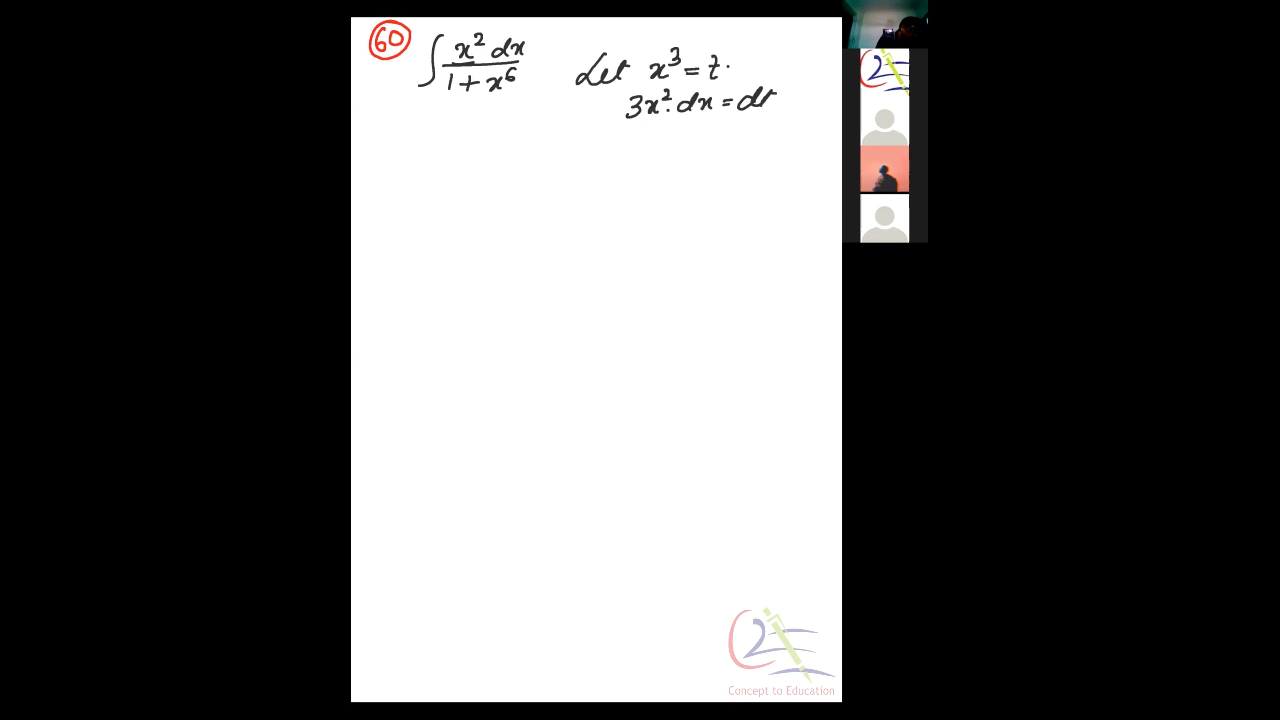 60
∫ x² dx / 1 + x⁶
Let x³ = t.
3x². dx = dt
Concept to Education